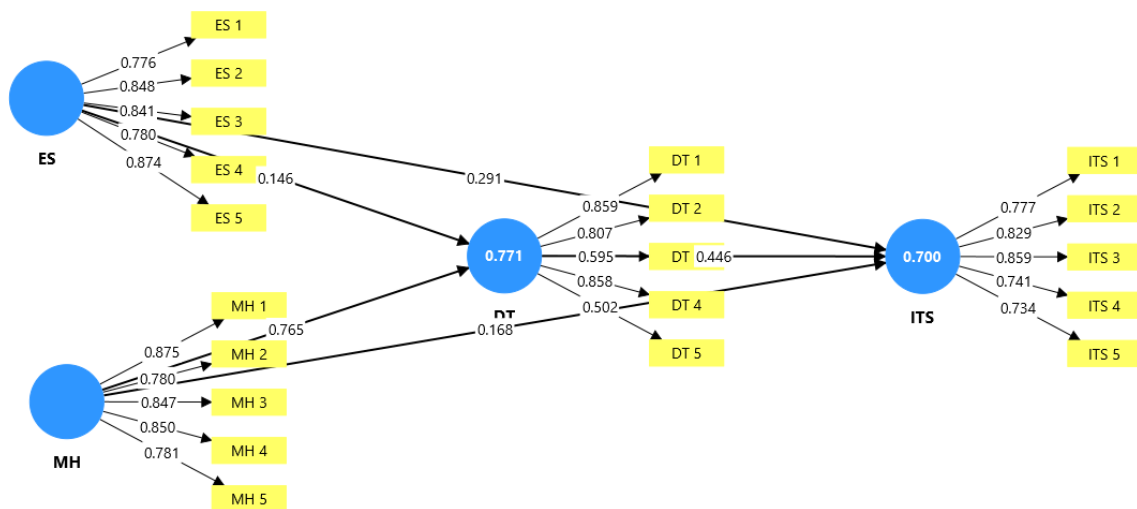 ES 1
0.776
ES 2
0.848
0.841
ES 3
0.780
ES
ES 4
0.874
0.146
0.291
ES 5
DT 1
0.859
DT 2
0.807
0.771
0.595
DT
0.446
0.858
DT 4
0.502
DT 5
DT
ITS 1
0.777
ITS 2
0.829
0.700
0.859
ITS 3
0.741
ITS 4
0.734
ITS
ITS 5
MH 1
0.765
0.168
0.875
MH 2
0.780
0.847
MH 3
0.850
MH 4
0.781
MH
MH 5